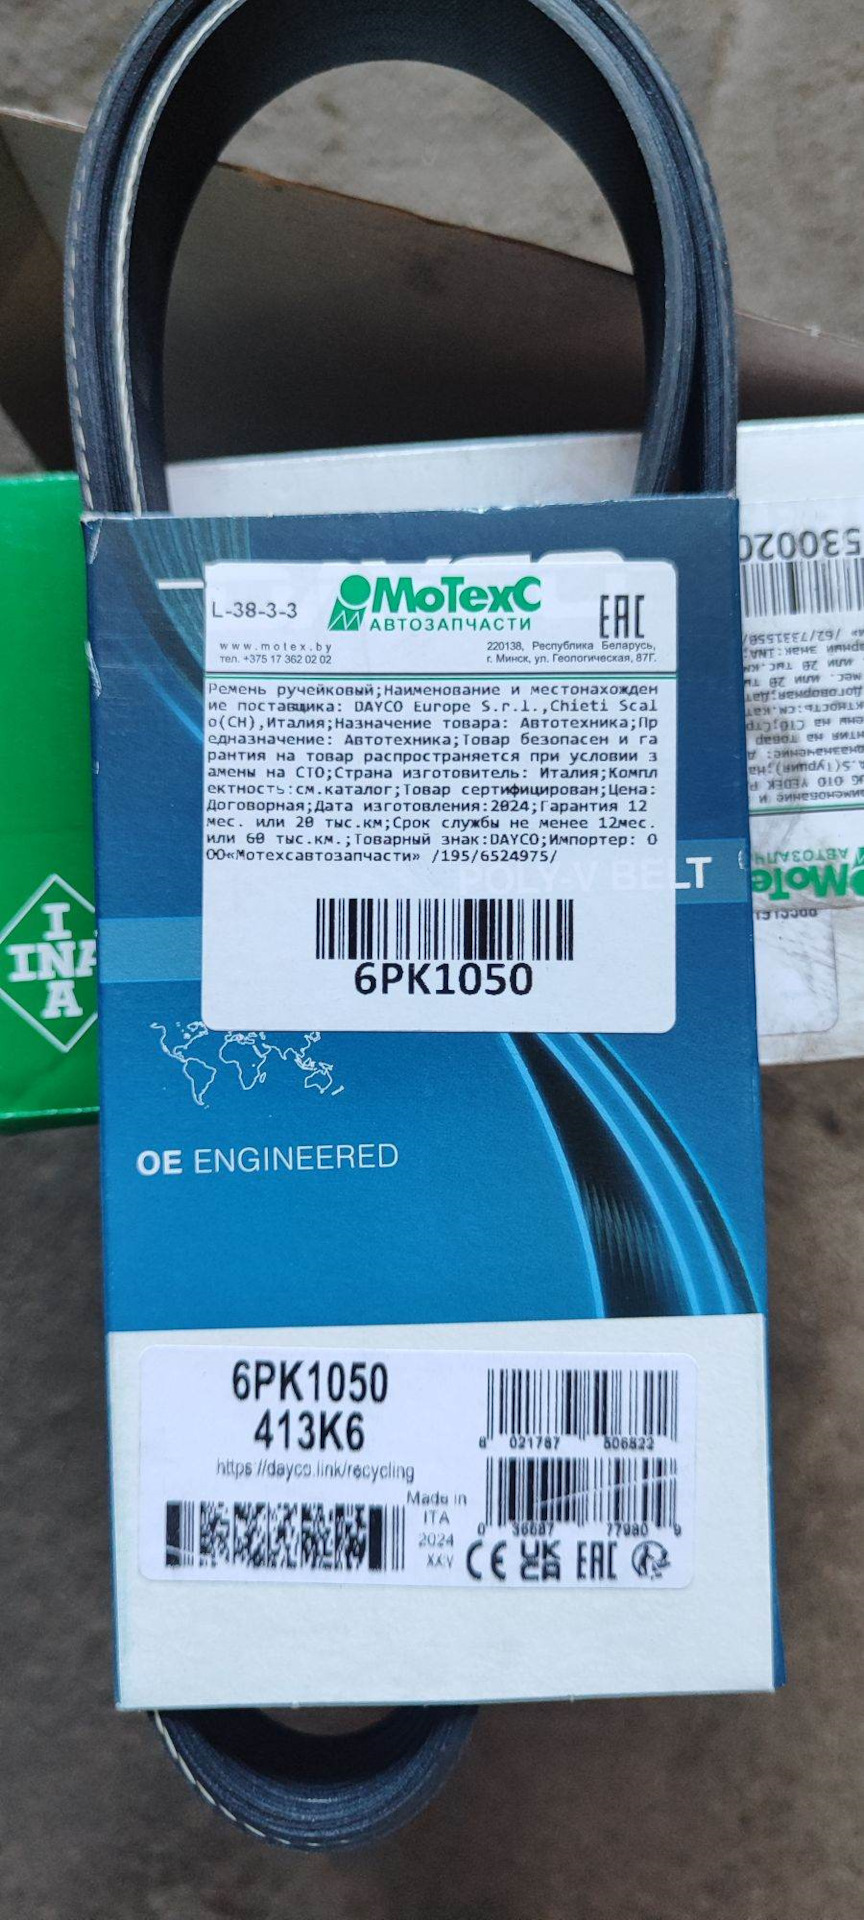 L-38-3-3
МоТехС
АВТОЗАПЧАСТИ
EAC
www.motex.by
тел. +375 17 362 02 02
220138, Республика Беларусь,
г. Минск, ул. Геологическая, 87Г.
Ремень ручейковый;Наименование и местонахожден
ие поставщика: DAYCO Europe S.r.l.,Chieti Scal
o(CH),Италия;Назначение товара: Автотехника;Пр
едназначение: Автотехника;Товар безопасен и га
рантия на товар распространяется при условии з
амены на СТО;Страна изготовитель: Италия;Компл
ектность:см.каталог;Товар сертифицирован;Цена:
Договорная;Дата изготовления:2024;Гарантия 12
мес. или 20 тыс.км;Срок службы не менее 12мес.
или 60 тыс.км.;Товарный знак:DAYCO;Импортер: О
ОО«Мотексавтозапчасти» /195/6524975/
POLY-V BELT
6PK1050
INA
OE ENGINEERED
6PK1050
413K6
https://dayco.link/recycling
Made in
ITA
2024
XXV
8 021787 506822
0 36687 77980 9
CE UKCA EAC